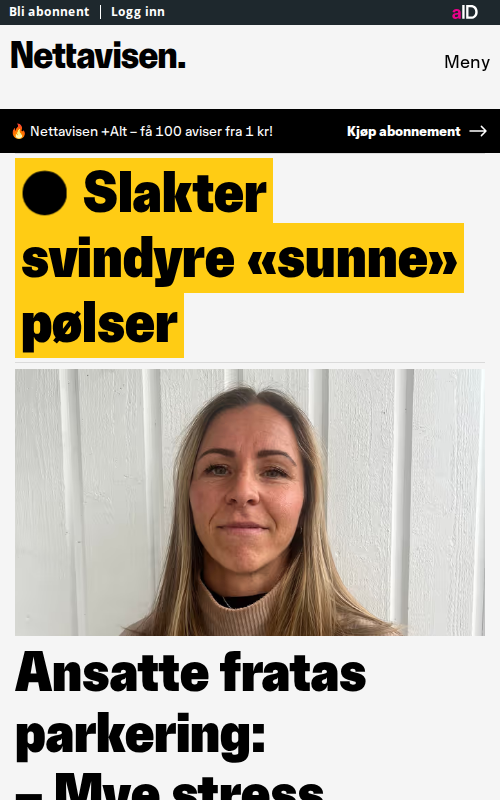 Bli abonnent
Logg inn
aID
Nettavisen.
Meny
🔥 Nettavisen +Alt – få 100 aviser fra 1 kr!
Kjøp abonnement →
Slakter
svindyre «sunne»
pølser
Ansatte fratas
parkering:
– Mye stress